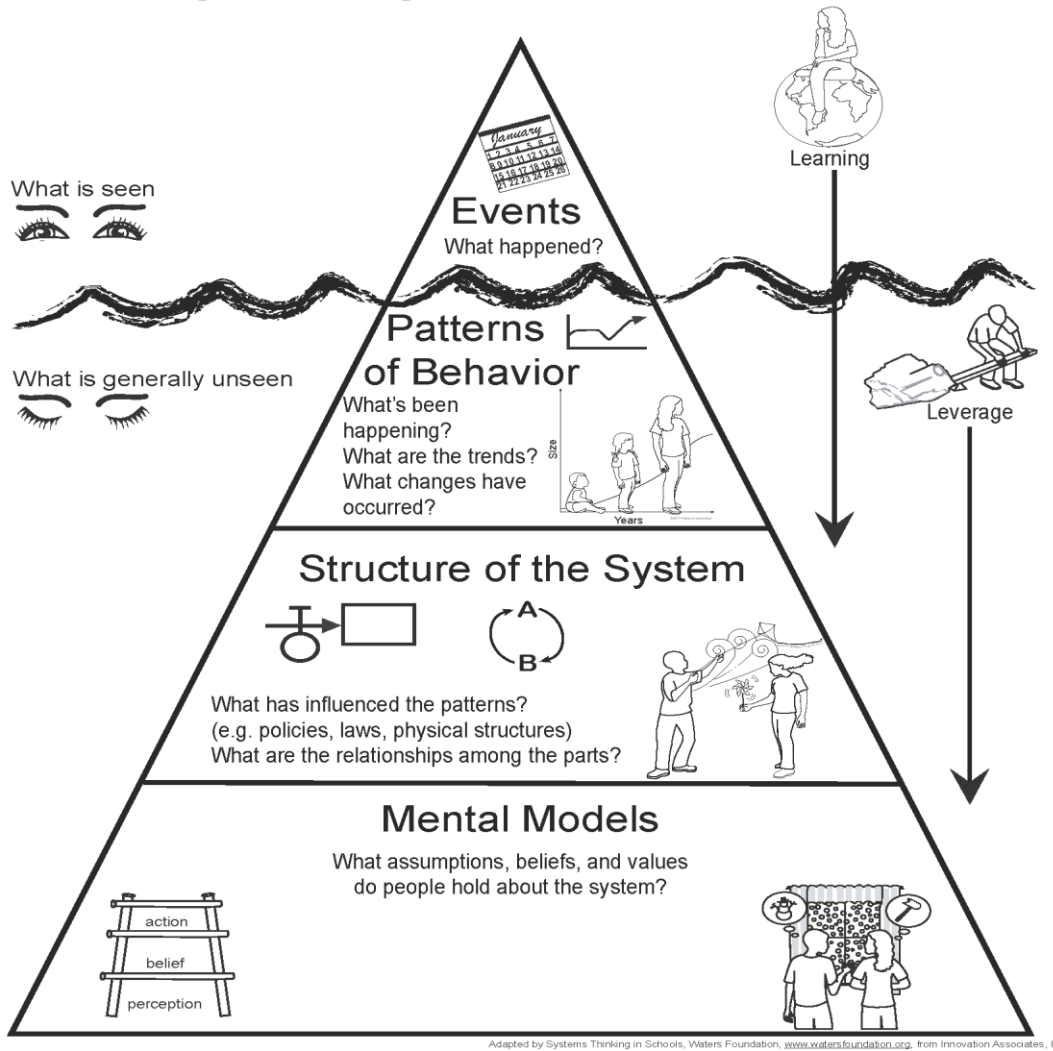 Learning
January
1 2 3 4 5 6 7
8 9 10 11 12 13 14
15 16 17 18 19 20
21 22 23 24 25 26
What is seen
Events
What happened?
Patterns
of Behavior
What is generally unseen
Leverage
What's been
happening?
What are the trends?
What changes have
occurred?
Size
Years
Structure of the System
A
B
What has influenced the patterns?
(e.g. policies, laws, physical structures)
What are the relationships among the parts?
Mental Models
What assumptions, beliefs, and values
do people hold about the system?
action
belief
perception
Adapted by Systems Thinking in Schools, Waters Foundation, www.watersfoundation.org, from Innovation Associates,